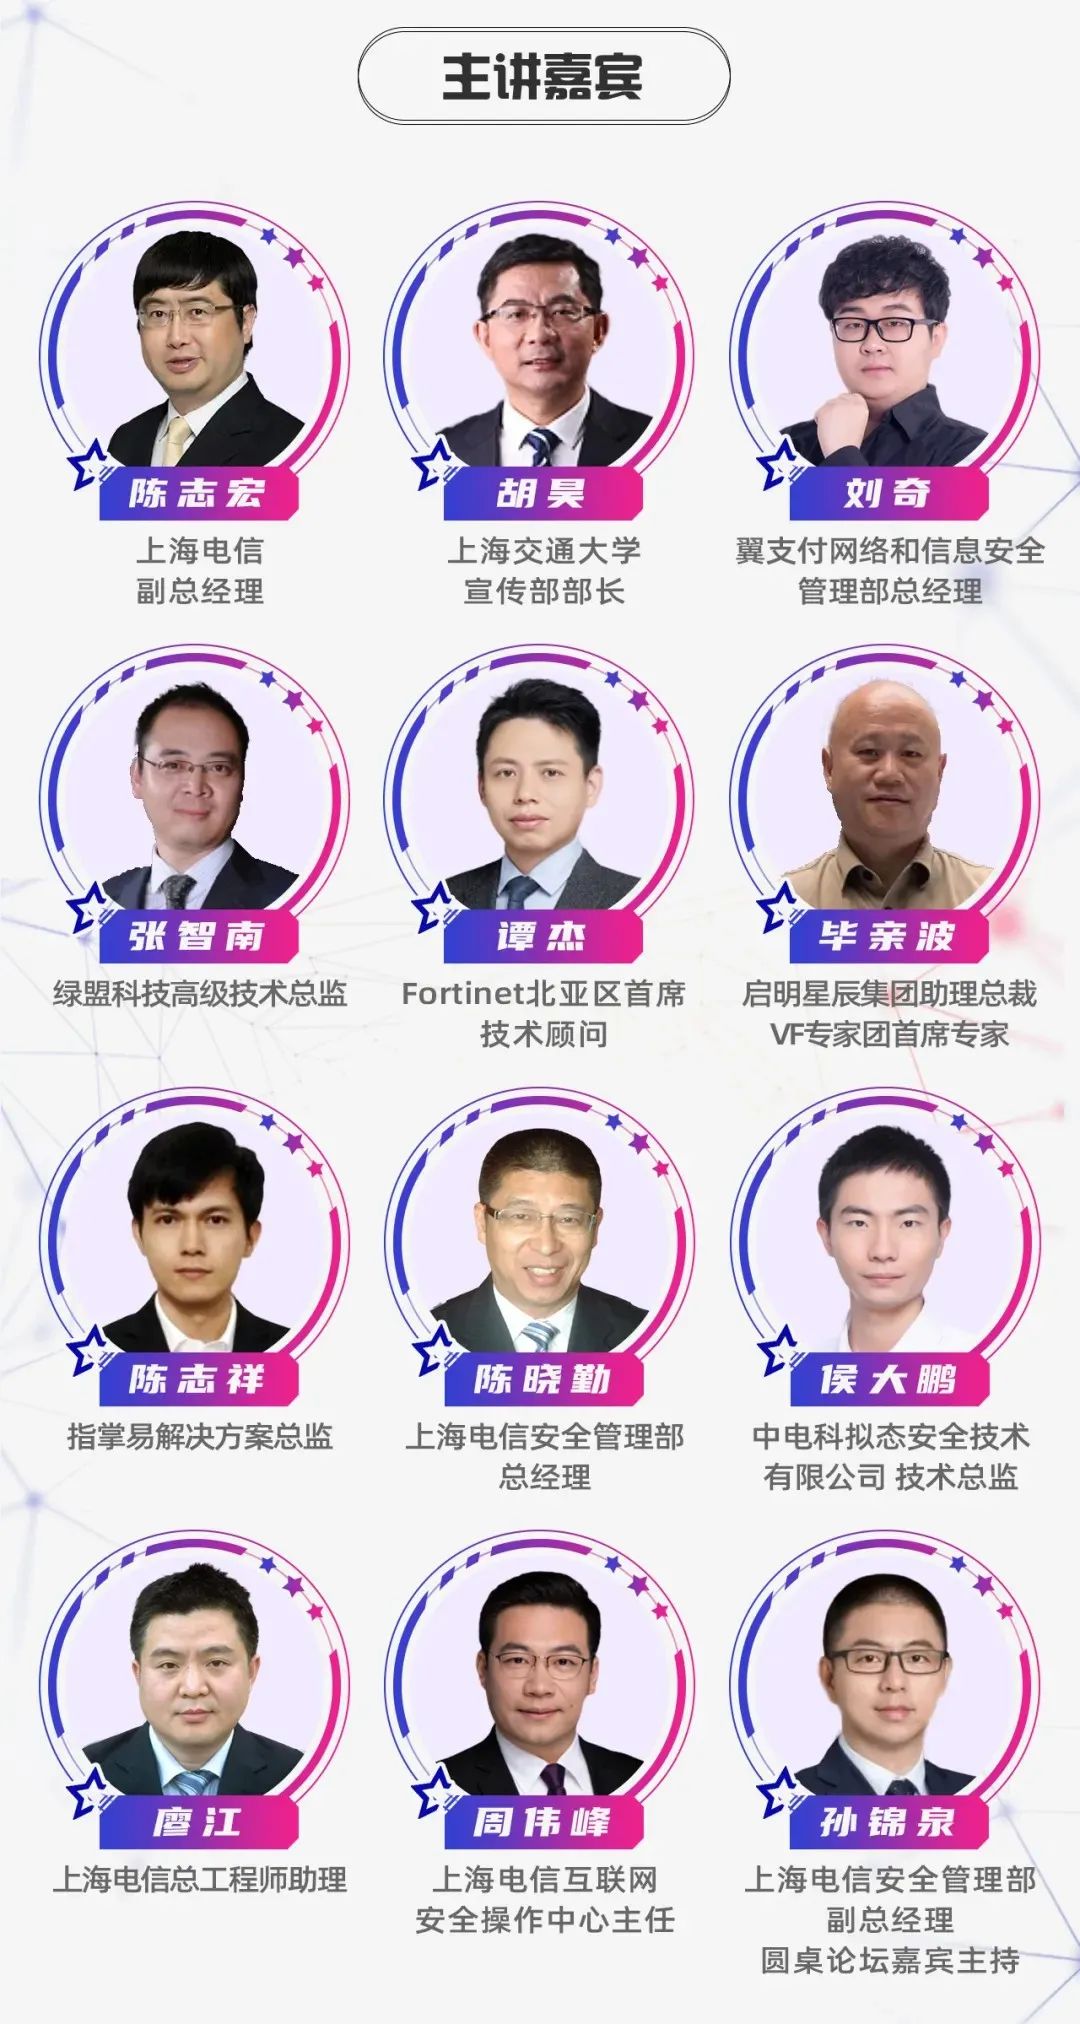 主讲嘉宾
陈志宏
上海电信
副总经理
胡昊
上海交通大学
宣传部部长
刘奇
翼支付网络和信息安全
管理部总经理
张智南
绿盟科技高级技术总监
谭杰
Fortinet北亚区首席
技术顾问
毕亲波
启明星辰集团助理总裁
VF专家团首席专家
陈志祥
指掌易解决方案总监
陈晓勤
上海电信安全管理部
总经理
侯大鹏
中电科拟态安全技术
有限公司 技术总监
廖江
上海电信总工程师助理
周伟峰
上海电信互联网
安全操作中心主任
孙锦泉
上海电信安全管理部
副总经理
圆桌论坛嘉宾主持